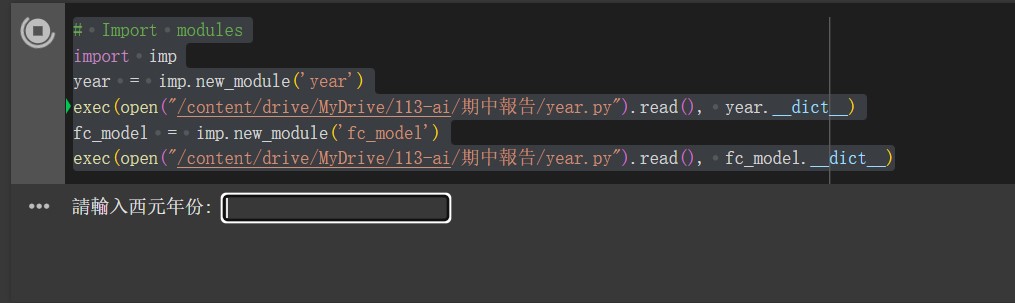 # Import modules
import imp
year = imp.new_module('year')
exec(open("/content/drive/MyDrive/113-ai/期中報告/year.py").read(), year.__dict__)
fc_model = imp.new_module('fc_model')
exec(open("/content/drive/MyDrive/113-ai/期中報告/year.py").read(), fc_model.__dict__)
請輸入西元年份: